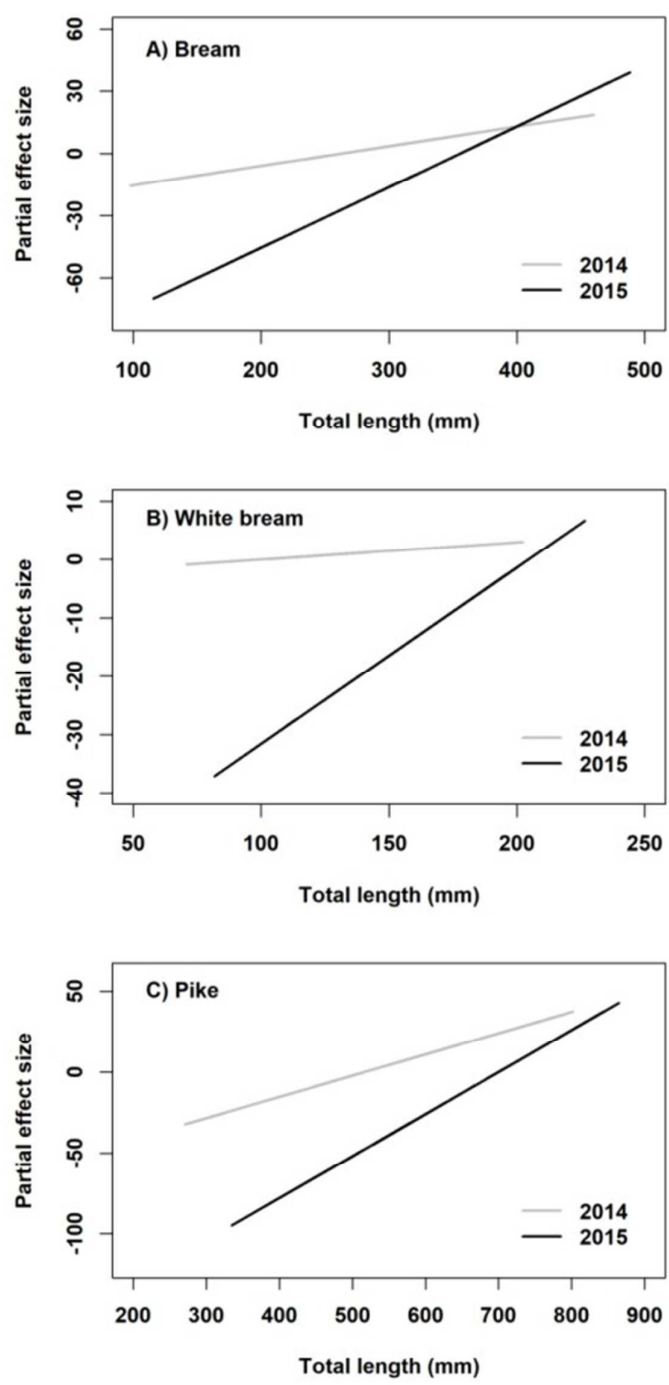 A) Bream
Partial effect size
60
30
0
-30
-60
2014
2015
100 200 300 400 500
Total length (mm)
B) White bream
Partial effect size
10
0
-10
-20
-30
-40
2014
2015
50 100 150 200 250
Total length (mm)
C) Pike
Partial effect size
50
0
-50
-100
2014
2015
200 300 400 500 600 700 800 900
Total length (mm)